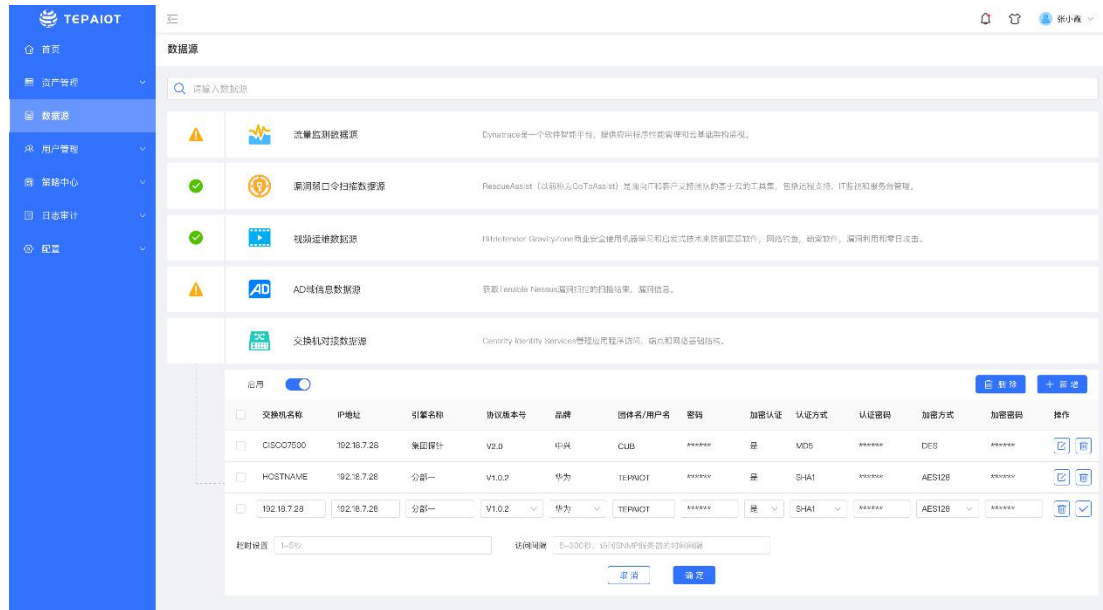 TEPAIOT
张小霞
首页
数据源
资产管理
请输入数据源
数据源
流量监测数据源
Dynatrace是一个软件智能平台，提供应用程序性能管理和云基础架构监视。
用户管理
策略中心
漏洞弱口令扫描数据源
RescueAssist（以前称为GoToAssist）是面向IT和客户支持团队的基于云的工具集，包括远程支持，IT监视和服务台管理。
日志审计
视频运维数据源
Bitdefender GravityZone商业安全使用机器学习和启发式技术来防御恶意软件，网络钓鱼，勒索软件，漏洞利用和零日攻击。
配置
AD
AD域信息数据源
获取Tenable Nessus漏洞扫描的扫描结果、漏洞信息。
交换机对接数据源
Centrify Identity Services管理应用程序访问，端点和网络基础结构。
启用
删除
+ 新增
交换机名称 IP地址 引擎名称 协议版本号 品牌 团体名/用户名 密码 加密认证 认证方式 认证密码 加密方式 加密密码 操作
CISCO7500 192.18.7.28 集团探针 V2.0 中兴 CUB ****** 是 MD5 ****** DES ******
HOSTNAME 192.18.7.28 分部一 V1.0.2 华为 TEPAIOT ****** 是 SHA1 ****** AES128 ******
192.18.7.28 192.18.7.28 分部一 V1.0.2 华为 TEPAIOT ****** 是 SHA1 ****** AES128 ******
超时设置 1-5秒 访问间隔 5-300秒，访问SNMP服务器的时间间隔
取消 确定